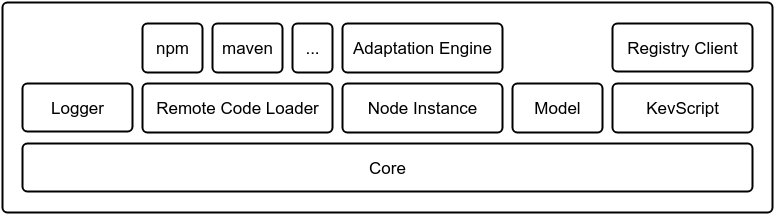 npm
maven
...
Adaptation Engine
Registry Client
Logger
Remote Code Loader
Node Instance
Model
KevScript
Core